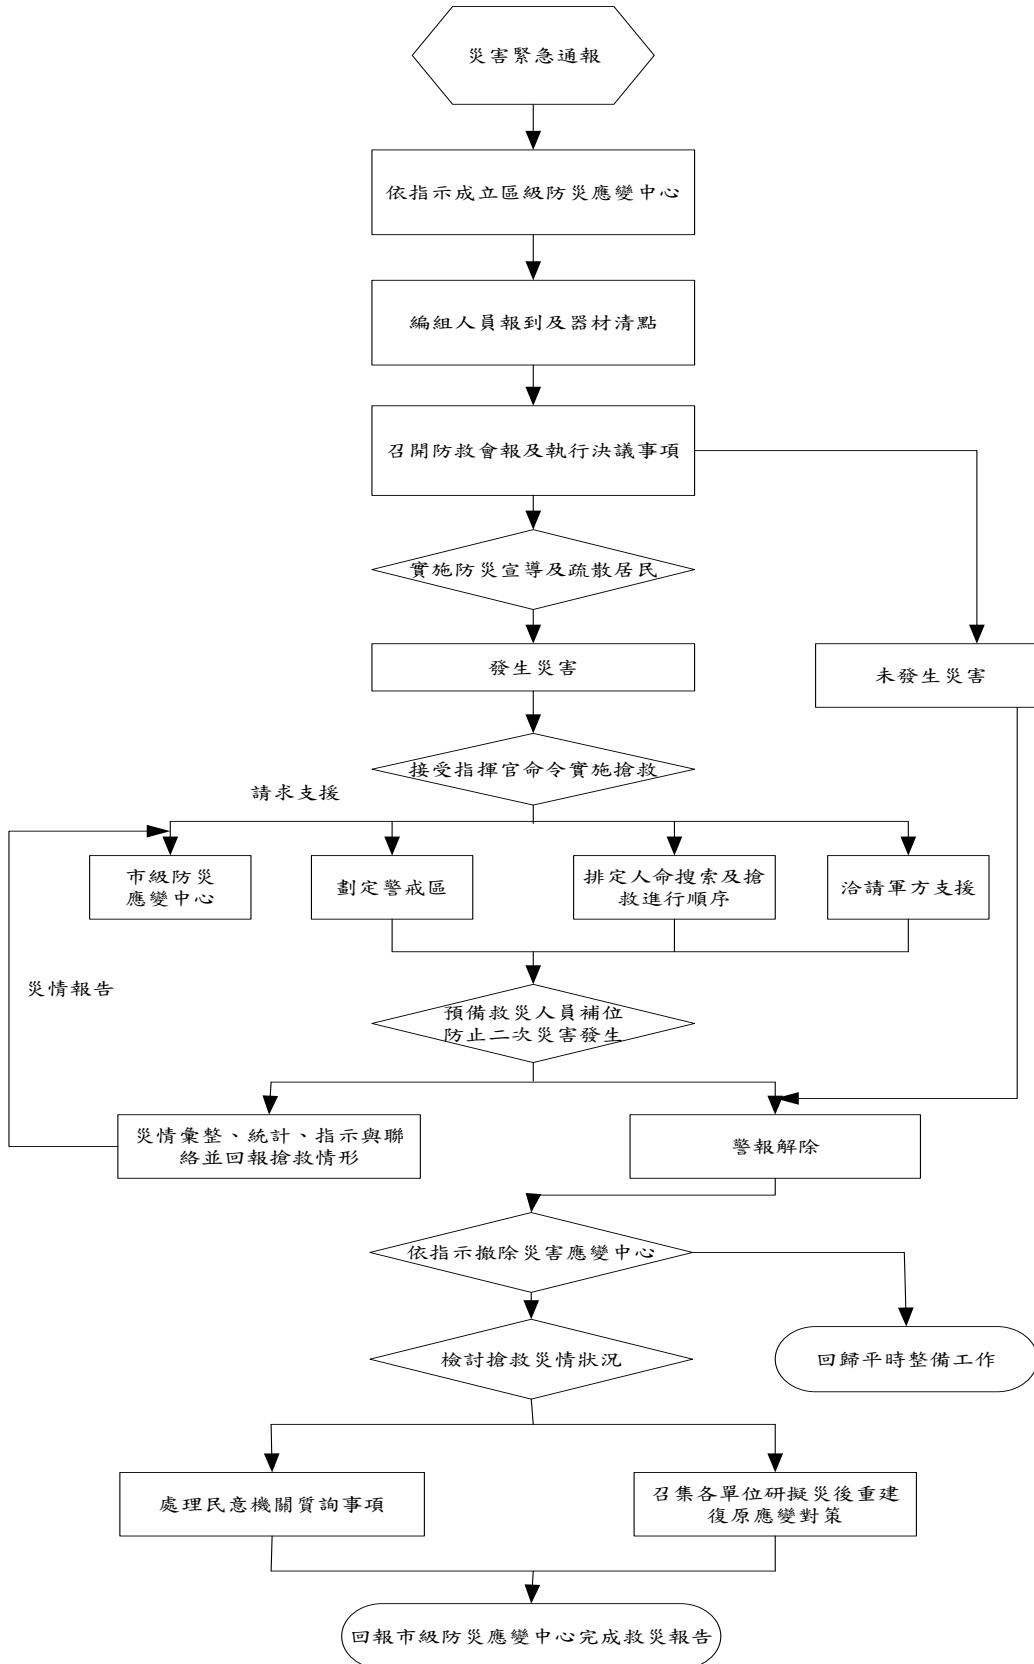 災害緊急通報
依指示成立區級防災應變中心
編組人員報到及器材清點
召開防救會報及執行決議事項
實施防災宣導及疏散居民
發生災害
未發生災害
接受指揮官命令實施搶救
請求支援
市級防災
應變中心
劃定警戒區
排定人命搜索及搶
救進行順序
洽請軍方支援
災情報告
預備救災人員補位
防止二次災害發生
災情彙整、統計、指示與聯
絡並回報搶救情形
警報解除
依指示撤除災害應變中心
檢討搶救災情狀況
回歸平時整備工作
處理民意機關質詢事項
召集各單位研擬災後重建
復原應變對策
回報市級防災應變中心完成救災報告